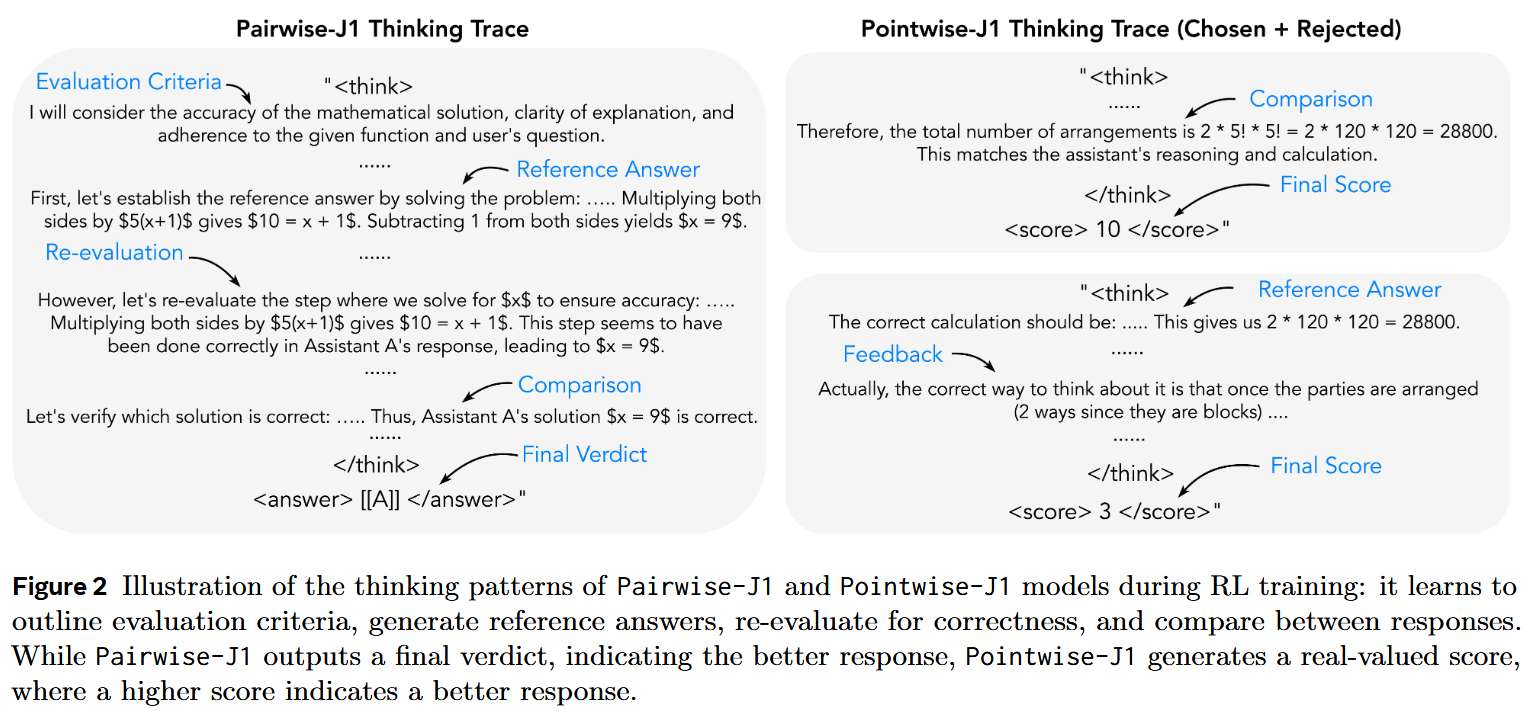 Pairwise-J1 Thinking Trace
Evaluation Criteria
"<think>
I will consider the accuracy of the mathematical solution, clarity of explanation, and
adherence to the given function and user's question.
......
Reference Answer
First, let's establish the reference answer by solving the problem: ..... Multiplying both
sides by $5(x+1)$ gives $10 = x + 1$. Subtracting 1 from both sides yields $x = 9$.
Re-evaluation
......
However, let's re-evaluate the step where we solve for $x$ to ensure accuracy: .....
Multiplying both sides by $5(x+1)$ gives $10 = x + 1$. This step seems to have
been done correctly in Assistant A's response, leading to $x = 9$.
......
Comparison
Let's verify which solution is correct: ..... Thus, Assistant A's solution $x = 9$ is correct.
......
Final Verdict
</think>
<answer> [[A]] </answer>"
Pointwise-J1 Thinking Trace (Chosen + Rejected)
"<think>
......
Comparison
Therefore, the total number of arrangements is 2 * 5! * 5! = 2 * 120 * 120 = 28800.
This matches the assistant's reasoning and calculation.
Final Score
</think>
<score> 10 </score>"
"<think>
Reference Answer
The correct calculation should be: ..... This gives us 2 * 120 * 120 = 28800.
Feedback
......
Actually, the correct way to think about it is that once the parties are arranged
(2 ways since they are blocks) ....
......
Final Score
</think>
<score> 3 </score>"
Figure 2 Illustration of the thinking patterns of Pairwise-J1 and Pointwise-J1 models during RL training: it learns to
outline evaluation criteria, generate reference answers, re-evaluate for correctness, and compare between responses.
While Pairwise-J1 outputs a final verdict, indicating the better response, Pointwise-J1 generates a real-valued score,
where a higher score indicates a better response.